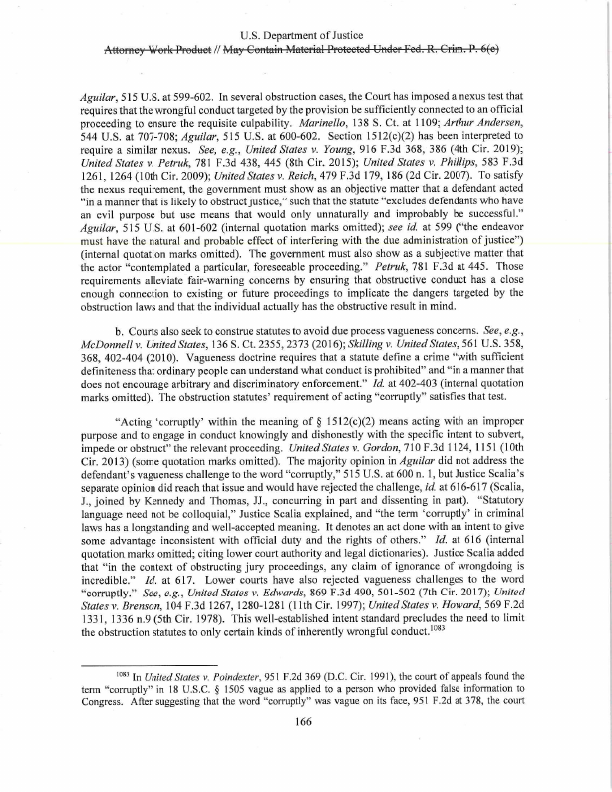 U.S. Department of Justice
Attorney Work Product // May Contain Material Protected Under Fed. R. Crim. P. 6(e)
Aguilar, 515 U.S. at 599-602. In several obstruction cases, the Court has imposed a nexus test that
requires that the wrongful conduct targeted by the provision be sufficiently connected to an official
proceeding to ensure the requisite culpability. Marinello, 138 S. Ct. at 1109; Arthur Andersen,
544 U.S. at 707-708; Aguilar, 515 U.S. at 600-602. Section 1512(c)(2) has been interpreted to
require a similar nexus. See, e.g., United States v. Young, 916 F.3d 368, 386 (4th Cir. 2019);
United States v. Petruk, 781 F.3d 438, 445 (8th Cir. 2015); United States v. Phillips, 583 F.3d
1261, 1264 (10th Cir. 2009); United States v. Reich, 479 F.3d 179, 186 (2d Cir. 2007). To satisfy
the nexus requirement, the government must show as an objective matter that a defendant acted
"in a manner that is likely to obstruct justice," such that the statute "excludes defendants who have
an evil purpose but use means that would only unnaturally and improbably be successful."
Aguilar, 515 U.S. at 601-602 (internal quotation marks omitted); see id. at 599 ("the endeavor
must have the natural and probable effect of interfering with the due administration of justice")
(internal quotation marks omitted). The government must also show as a subjective matter that
the actor "contemplated a particular, foreseeable proceeding." Petruk, 781 F.3d at 445. Those
requirements alleviate fair-warning concerns by ensuring that obstructive conduct has a close
enough connection to existing or future proceedings to implicate the dangers targeted by the
obstruction laws and that the individual actually has the obstructive result in mind.
b. Courts also seek to construe statutes to avoid due process vagueness concerns. See, e.g.,
McDonnell v. United States, 136 S. Ct. 2355, 2373 (2016); Skilling v. United States, 561 U.S. 358,
368, 402-404 (2010). Vagueness doctrine requires that a statute define a crime "with sufficient
definiteness that ordinary people can understand what conduct is prohibited" and "in a manner that
does not encourage arbitrary and discriminatory enforcement." Id. at 402-403 (internal quotation
marks omitted). The obstruction statutes' requirement of acting "corruptly" satisfies that test.
"Acting 'corruptly' within the meaning of § 1512(c)(2) means acting with an improper
purpose and to engage in conduct knowingly and dishonestly with the specific intent to subvert,
impede or obstruct" the relevant proceeding. United States v. Gordon, 710 F.3d 1124, 1151 (10th
Cir. 2013) (some quotation marks omitted). The majority opinion in Aguilar did not address the
defendant's vagueness challenge to the word "corruptly," 515 U.S. at 600 n. 1, but Justice Scalia's
separate opinion did reach that issue and would have rejected the challenge, id. at 616-617 (Scalia,
J., joined by Kennedy and Thomas, JJ., concurring in part and dissenting in part). "Statutory
language need not be colloquial," Justice Scalia explained, and "the term 'corruptly' in criminal
laws has a longstanding and well-accepted meaning. It denotes an act done with an intent to give
some advantage inconsistent with official duty and the rights of others." Id. at 616 (internal
quotation marks omitted; citing lower court authority and legal dictionaries). Justice Scalia added
that "in the context of obstructing jury proceedings, any claim of ignorance of wrongdoing is
incredible." Id. at 617. Lower courts have also rejected vagueness challenges to the word
"corruptly." See, e.g., United States v. Edwards, 869 F.3d 490, 501-502 (7th Cir. 2017); United
States v. Brenson, 104 F.3d 1267, 1280-1281 (11th Cir. 1997); United States v. Howard, 569 F.2d
1331, 1336 n.9 (5th Cir. 1978). This well-established intent standard precludes the need to limit
the obstruction statutes to only certain kinds of inherently wrongful conduct.1083
1083 In United States v. Poindexter, 951 F.2d 369 (D.C. Cir. 1991), the court of appeals found the
term "corruptly" in 18 U.S.C. § 1505 vague as applied to a person who provided false information to
Congress. After suggesting that the word "corruptly" was vague on its face, 951 F.2d at 378, the court
166